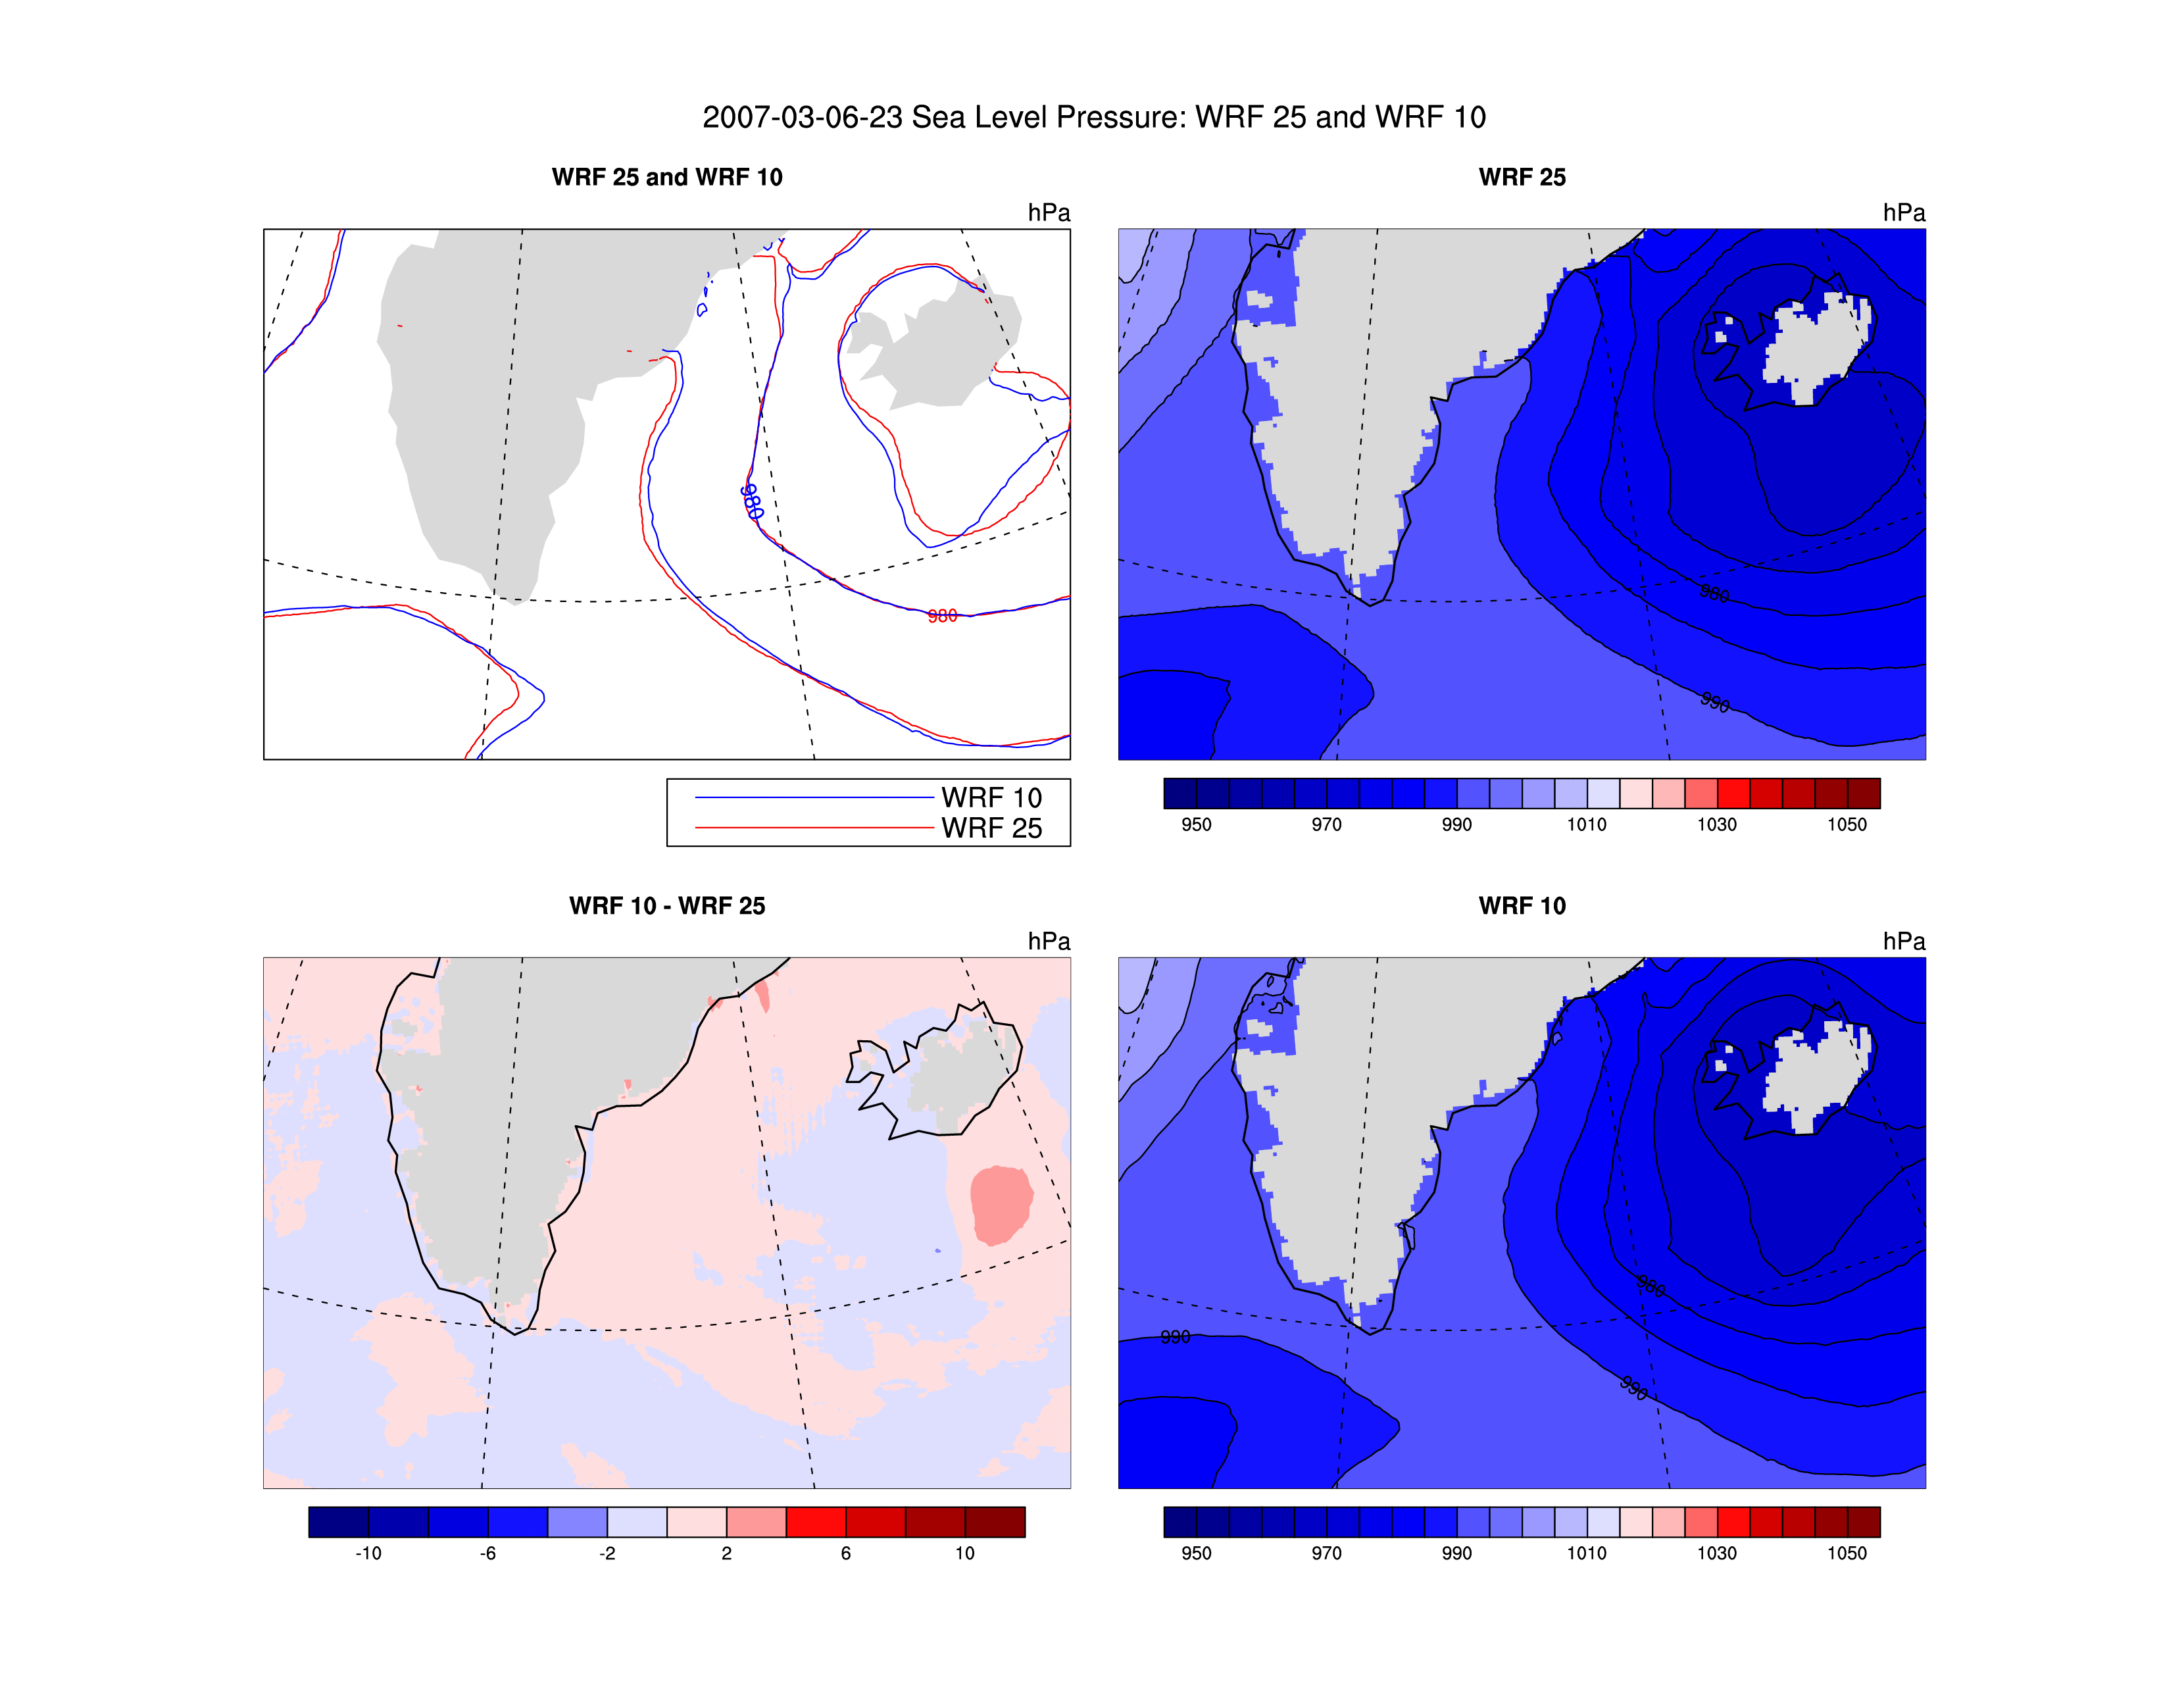 2007-03-06-23 Sea Level Pressure: WRF 25 and WRF 10
WRF 25 and WRF 10
hPa
980
980
WRF 10
WRF 25
WRF 25
hPa
980
990
950 970 990 1010 1030 1050
WRF 10 - WRF 25
hPa
-10 -6 -2 2 6 10
WRF 10
hPa
980
990
990
950 970 990 1010 1030 1050